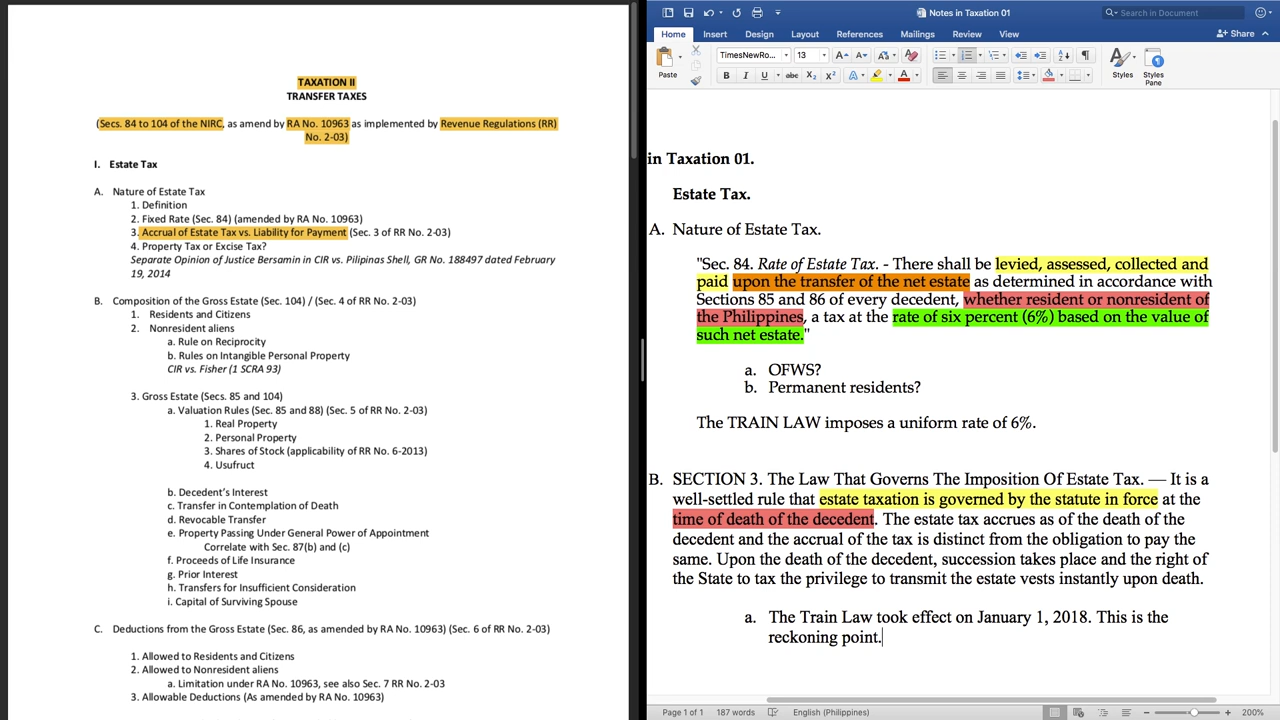 TAXATION II
TRANSFER TAXES
(Secs. 84 to 104 of the NIRC, as amend by RA No. 10963 as implemented by Revenue Regulations (RR)
No. 2-03)
I. Estate Tax
A. Nature of Estate Tax
1. Definition
2. Fixed Rate (Sec. 84) (amended by RA No. 10963)
3. Accrual of Estate Tax vs. Liability for Payment (Sec. 3 of RR No. 2-03)
4. Property Tax or Excise Tax?
Separate Opinion of Justice Bersamin in CIR vs. Pilipinas Shell, GR No. 188497 dated February
19, 2014
B. Composition of the Gross Estate (Sec. 104) / (Sec. 4 of RR No. 2-03)
1. Residents and Citizens
2. Nonresident aliens
a. Rule on Reciprocity
b. Rules on Intangible Personal Property
CIR vs. Fisher (1 SCRA 93)
3. Gross Estate (Secs. 85 and 104)
a. Valuation Rules (Sec. 85 and 88) (Sec. 5 of RR No. 2-03)
1. Real Property
2. Personal Property
3. Shares of Stock (applicability of RR No. 6-2013)
4. Usufruct
b. Decedent's Interest
c. Transfer in Contemplation of Death
d. Revocable Transfer
e. Property Passing Under General Power of Appointment
Correlate with Sec. 87(b) and (c)
f. Proceeds of Life Insurance
g. Prior Interest
h. Transfers for Insufficient Consideration
i. Capital of Surviving Spouse
C. Deductions from the Gross Estate (Sec. 86, as amended by RA No. 10963) (Sec. 6 of RR No. 2-03)
1. Allowed to Residents and Citizens
2. Allowed to Nonresident aliens
a. Limitation under RA No. 10963, see also Sec. 7 RR No. 2-03
3. Allowable Deductions (As amended by RA No. 10963)
Notes in Taxation 01
Search in Document
Home Insert Design Layout References Mailings Review View
Share
Paste
TimesNewRo... 13
B I U abc X2 X2 A A
Styles Styles Pane
in Taxation 01.
Estate Tax.
A. Nature of Estate Tax.
"Sec. 84. Rate of Estate Tax. - There shall be levied, assessed, collected and
paid upon the transfer of the net estate as determined in accordance with
Sections 85 and 86 of every decedent, whether resident or nonresident of
the Philippines, a tax at the rate of six percent (6%) based on the value of
such net estate."
a. OFWS?
b. Permanent residents?
The TRAIN LAW imposes a uniform rate of 6%.
B. SECTION 3. The Law That Governs The Imposition Of Estate Tax. — It is a
well-settled rule that estate taxation is governed by the statute in force at the
time of death of the decedent. The estate tax accrues as of the death of the
decedent and the accrual of the tax is distinct from the obligation to pay the
same. Upon the death of the decedent, succession takes place and the right of
the State to tax the privilege to transmit the estate vests instantly upon death.
a. The Train Law took effect on January 1, 2018. This is the
reckoning point.
Page 1 of 1 187 words English (Philippines) 200%